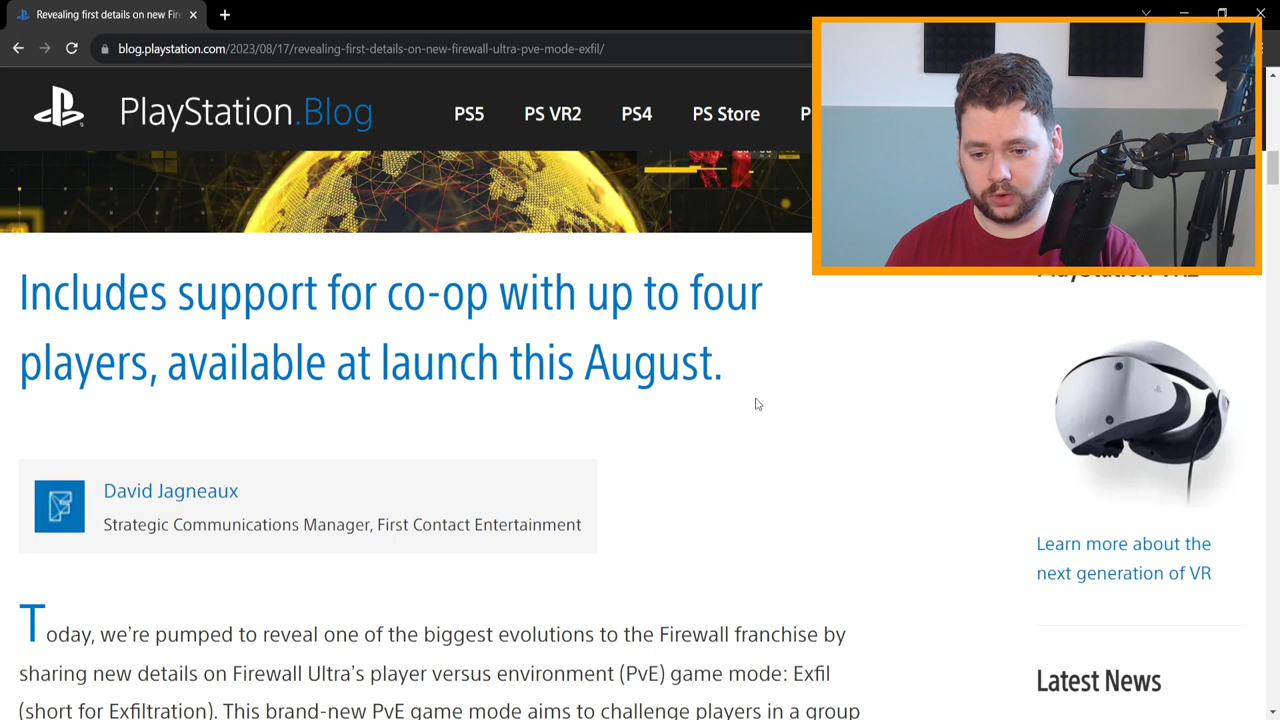 Revealing first details on new Fir
blog.playstation.com/2023/08/17/revealing-first-details-on-new-firewall-ultra-pve-mode-exfil/
PlayStation.Blog
PS5
PS VR2
PS4
PS Store
P
Includes support for co-op with up to four
players, available at launch this August.
David Jagneaux
Strategic Communications Manager, First Contact Entertainment
Today, we're pumped to reveal one of the biggest evolutions to the Firewall franchise by
sharing new details on Firewall Ultra's player versus environment (PvE) game mode: Exfil
(short for Exfiltration). This brand-new PvE game mode aims to challenge players in a group
PlayStation VR2
Learn more about the
next generation of VR
Latest News